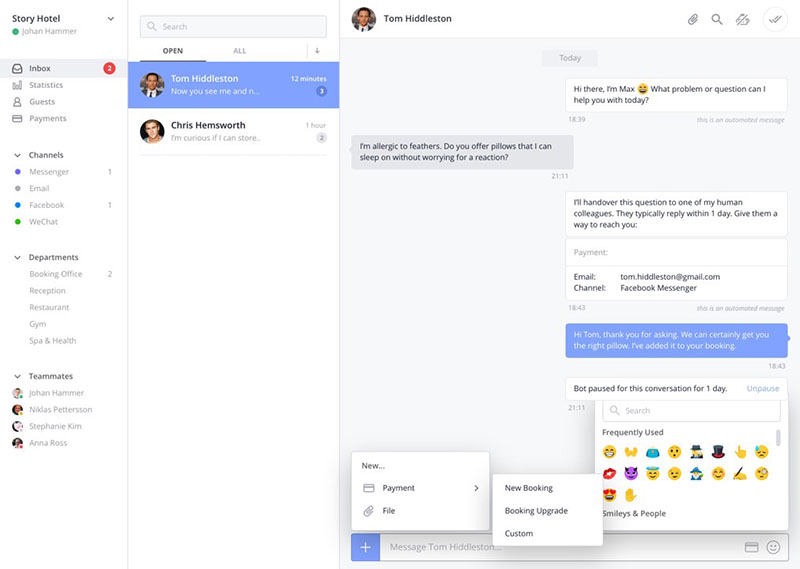 Story Hotel
Johan Hammer
Inbox 2
Statistics
Guests
Payments
Channels
Messenger 1
Email
Facebook 1
WeChat
Departments
Booking Office 2
Reception
Restaurant
Gym
Spa & Health
Teammates
Johan Hammer
Niklas Pettersson
Stephanie Kim
Anna Ross
Search
OPEN ALL
Tom Hiddleston 12 minutes
Now you see me and n... 3
Chris Hemsworth 1 hour
I'm curious if I can store.. 2
Tom Hiddleston
Today
Hi there, I'm Max 😄 What problem or question can I
help you with today?
18:39 this is an automated message
I'm allergic to feathers. Do you offer pillows that I can
sleep on without worrying for a reaction?
21:11
I'll handover this question to one of my human
colleagues. They typically reply within 1 day. Give them a
way to reach you:
Payment:
Email: tom.hiddleston@gmail.com
Channel: Facebook Messenger
18:43 this is an automated message
Hi Tom, thank you for asking. We can certainly get you
the right pillow. I've added it to your booking.
18:43
Bot paused for this conversation for 1 day. Unpause
21:11
Search
Frequently Used
Smileys & People
New...
Payment
File
New Booking
Booking Upgrade
Custom
Message Tom Hiddleston...